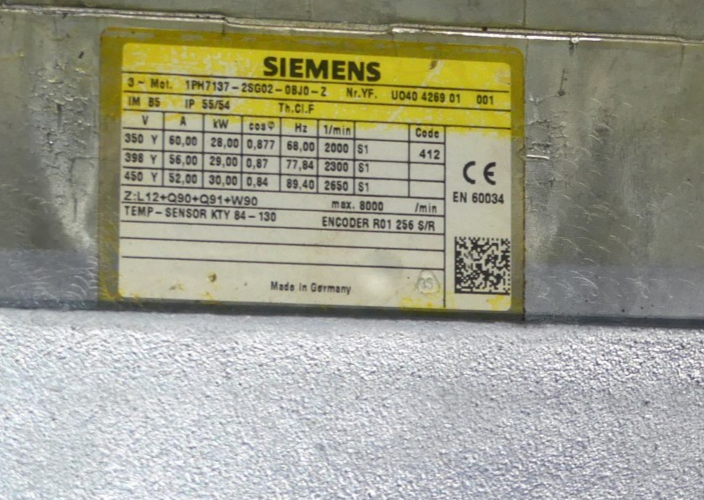 SIEMENS
3~ Mot. 1PH7137-2SG02-0BJ0-Z Nr.YF. U040 4269 01 001
IM B5 IP 55/54 Th.Cl.F
V A kW cosφ Hz 1/min Code
350 Y 60,00 28,00 0,877 68,00 2000 S1 412
398 Y 56,00 29,00 0,87 77,84 2300 S1
450 Y 52,00 30,00 0,84 89,40 2650 S1
CE
EN 60034
Z:L12+Q90+Q91+W90 max. 8000 /min
TEMP-SENSOR KTY 84-130 ENCODER R01 256 S/R
Made in Germany